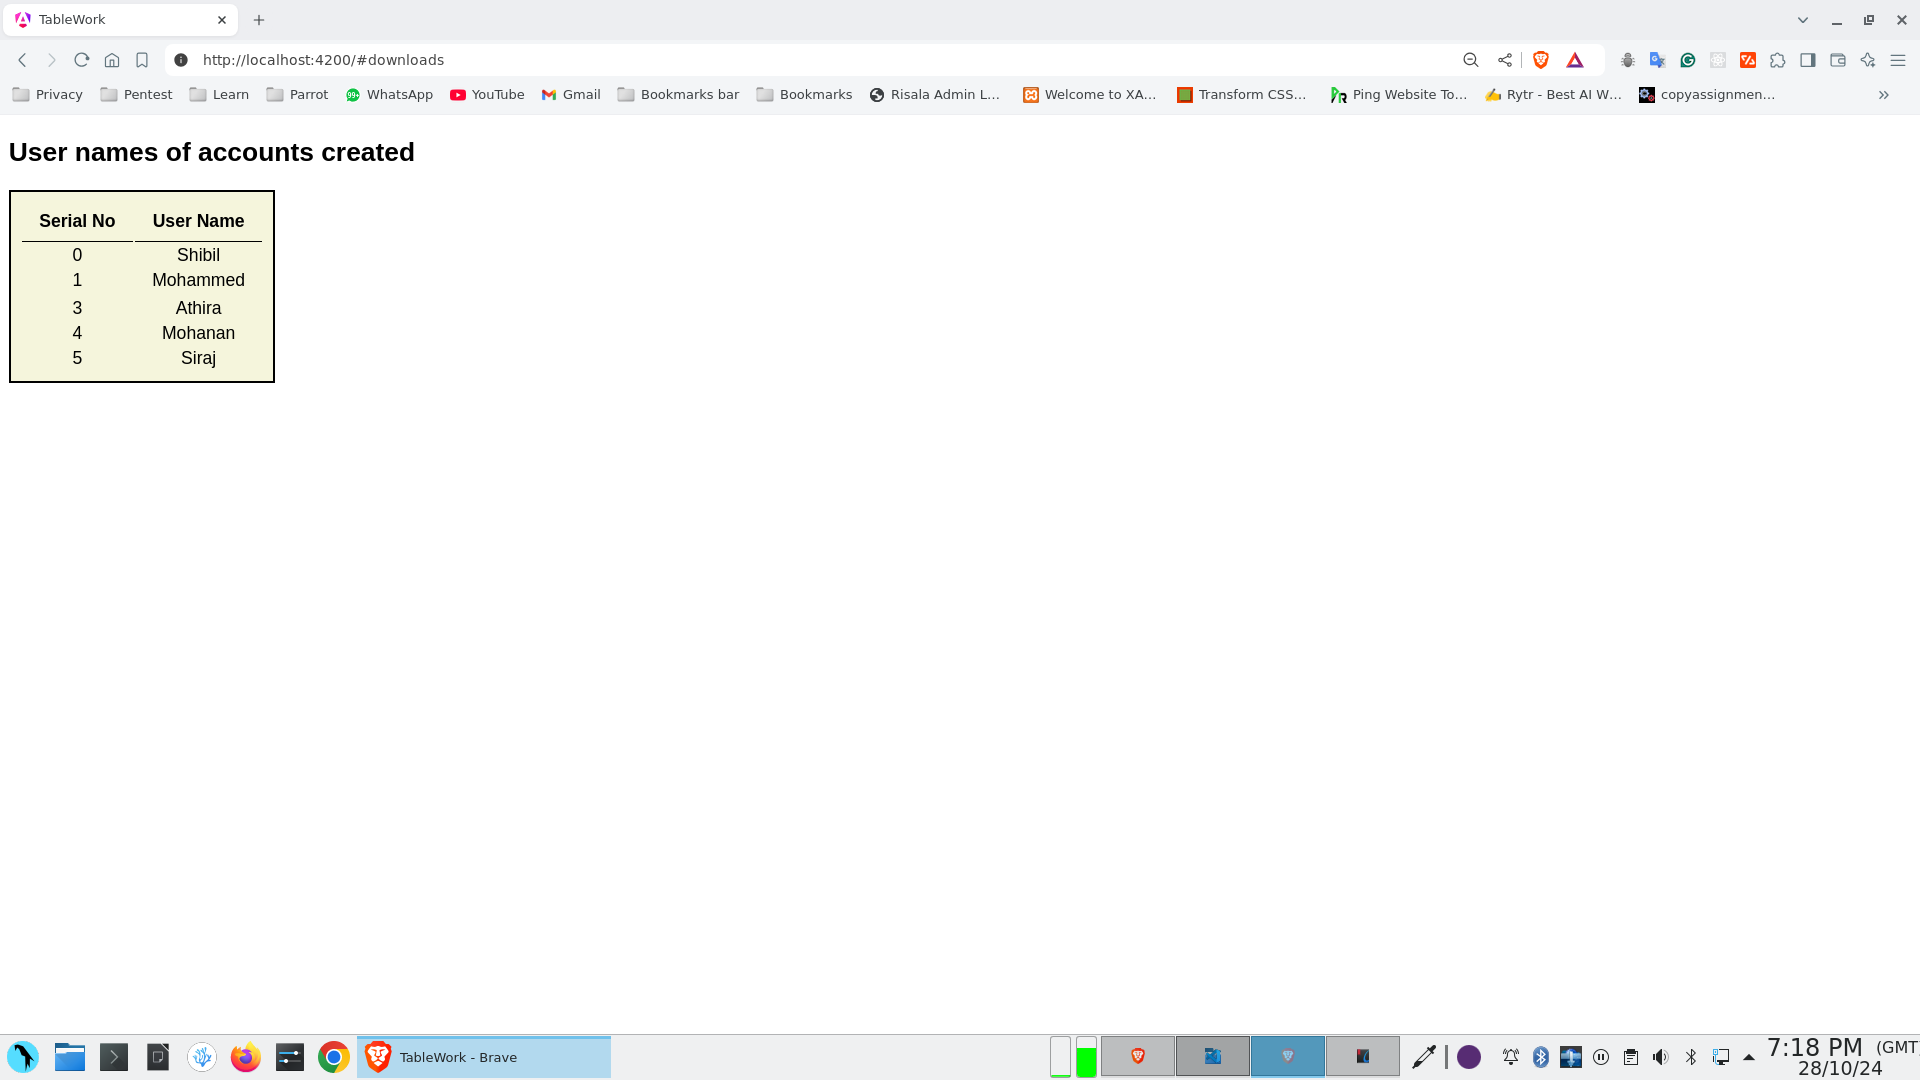 TableWork
http://localhost:4200/#downloads
Privacy Pentest Learn Parrot WhatsApp YouTube Gmail Bookmarks bar Bookmarks Risala Admin L... Welcome to XA... Transform CSS... Ping Website To... Rytr - Best AI W... copyassignmen...
User names of accounts created
Serial No User Name
0 Shibil
1 Mohammed
3 Athira
4 Mohanan
5 Siraj
TableWork - Brave
7:18 PM (GMT
28/10/24